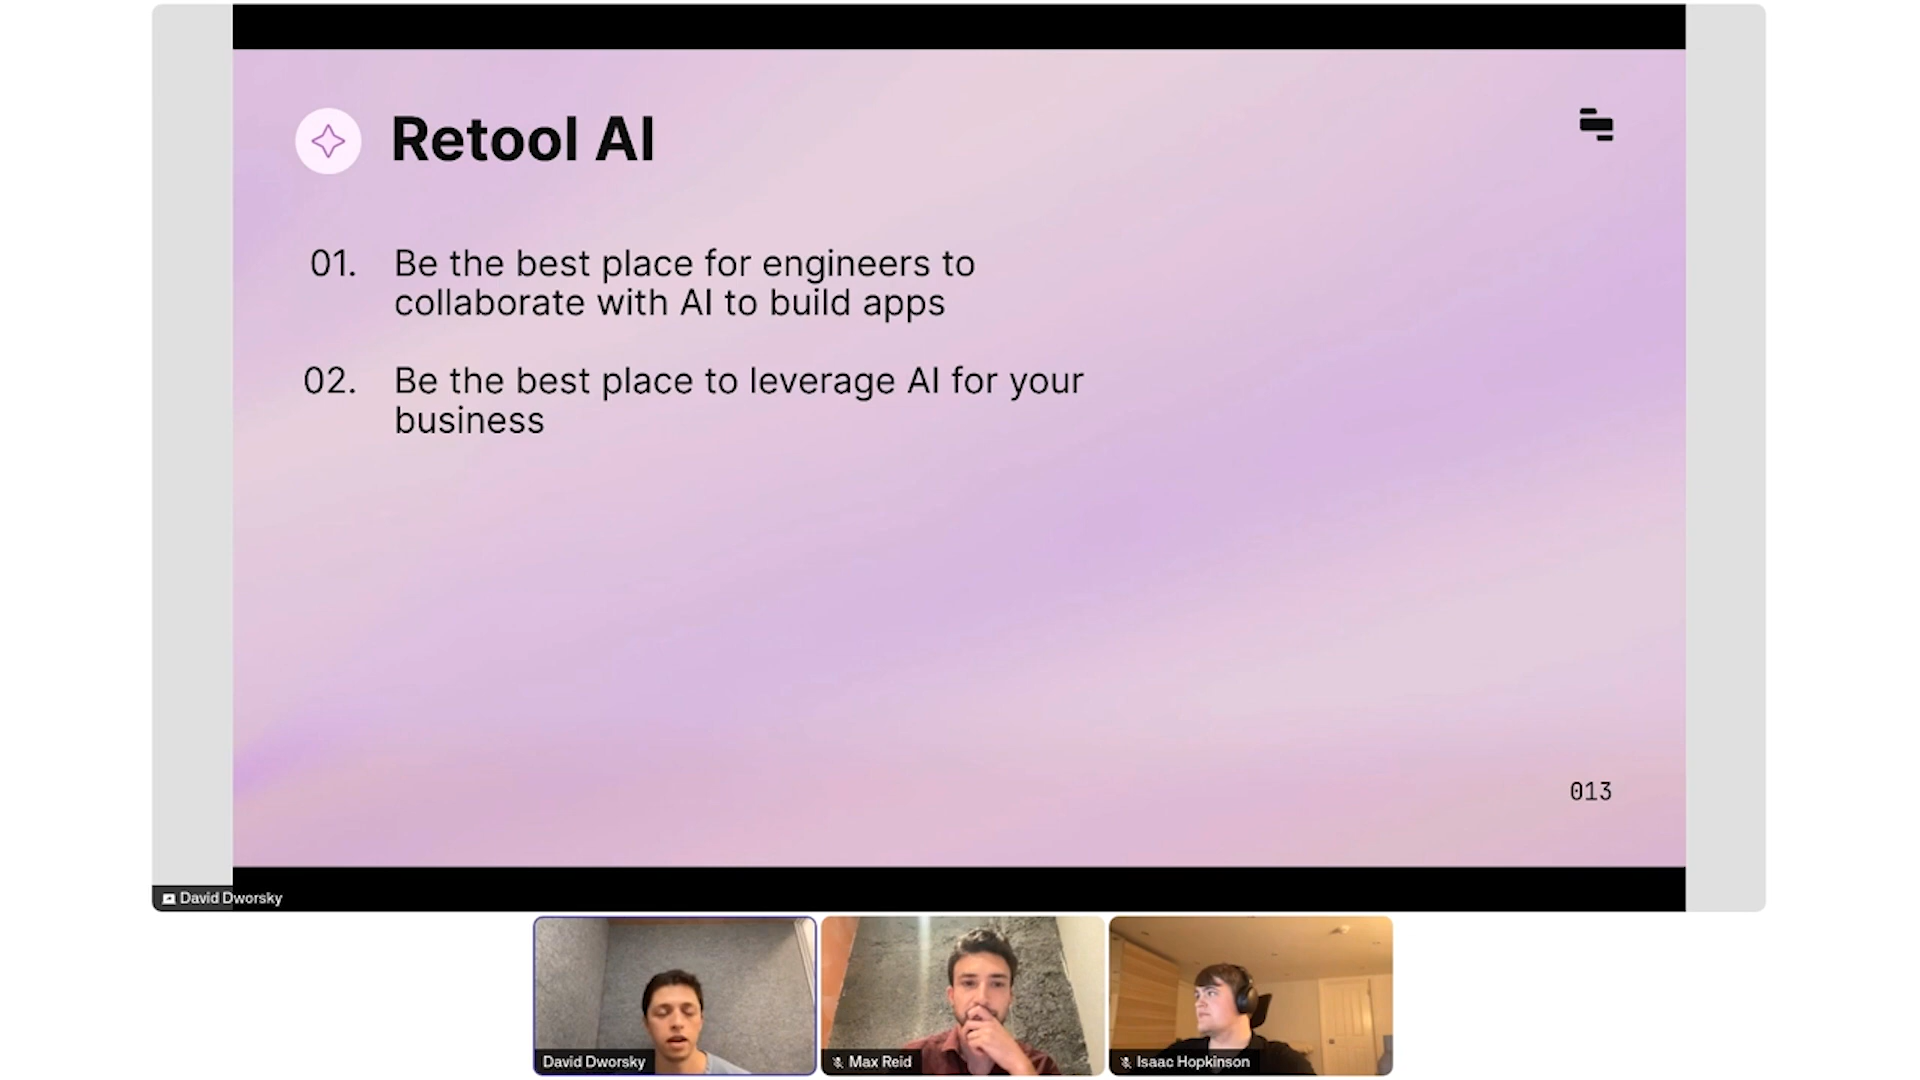 Retool AI
01. Be the best place for engineers to
collaborate with AI to build apps
02. Be the best place to leverage AI for your
business
013
David Dworsky
David Dworsky
Max Reid
Isaac Hopkinson